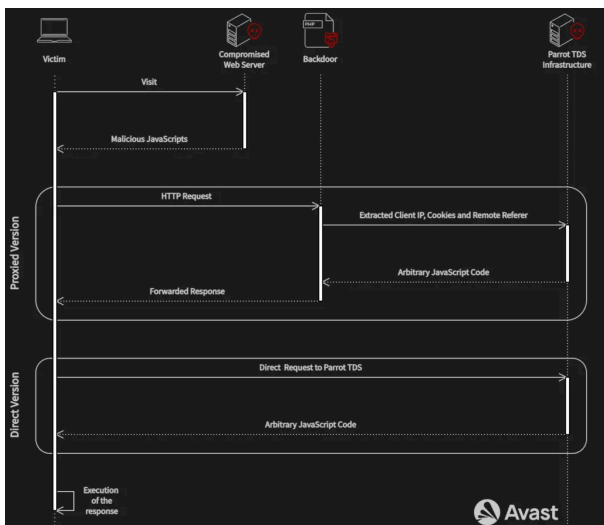 PHP
Victim
Compromised
Web Server
Backdoor
Parrot TDS
Infrastructure
Visit
Malicious JavaScripts
Proxied Version
HTTP Request
Extracted Client IP, Cookies and Remote Referer
Arbitrary JavaScript Code
Forwarded Response
Direct Version
Direct Request to Parrot TDS
Arbitrary JavaScript Code
Execution
of the
response
Avast